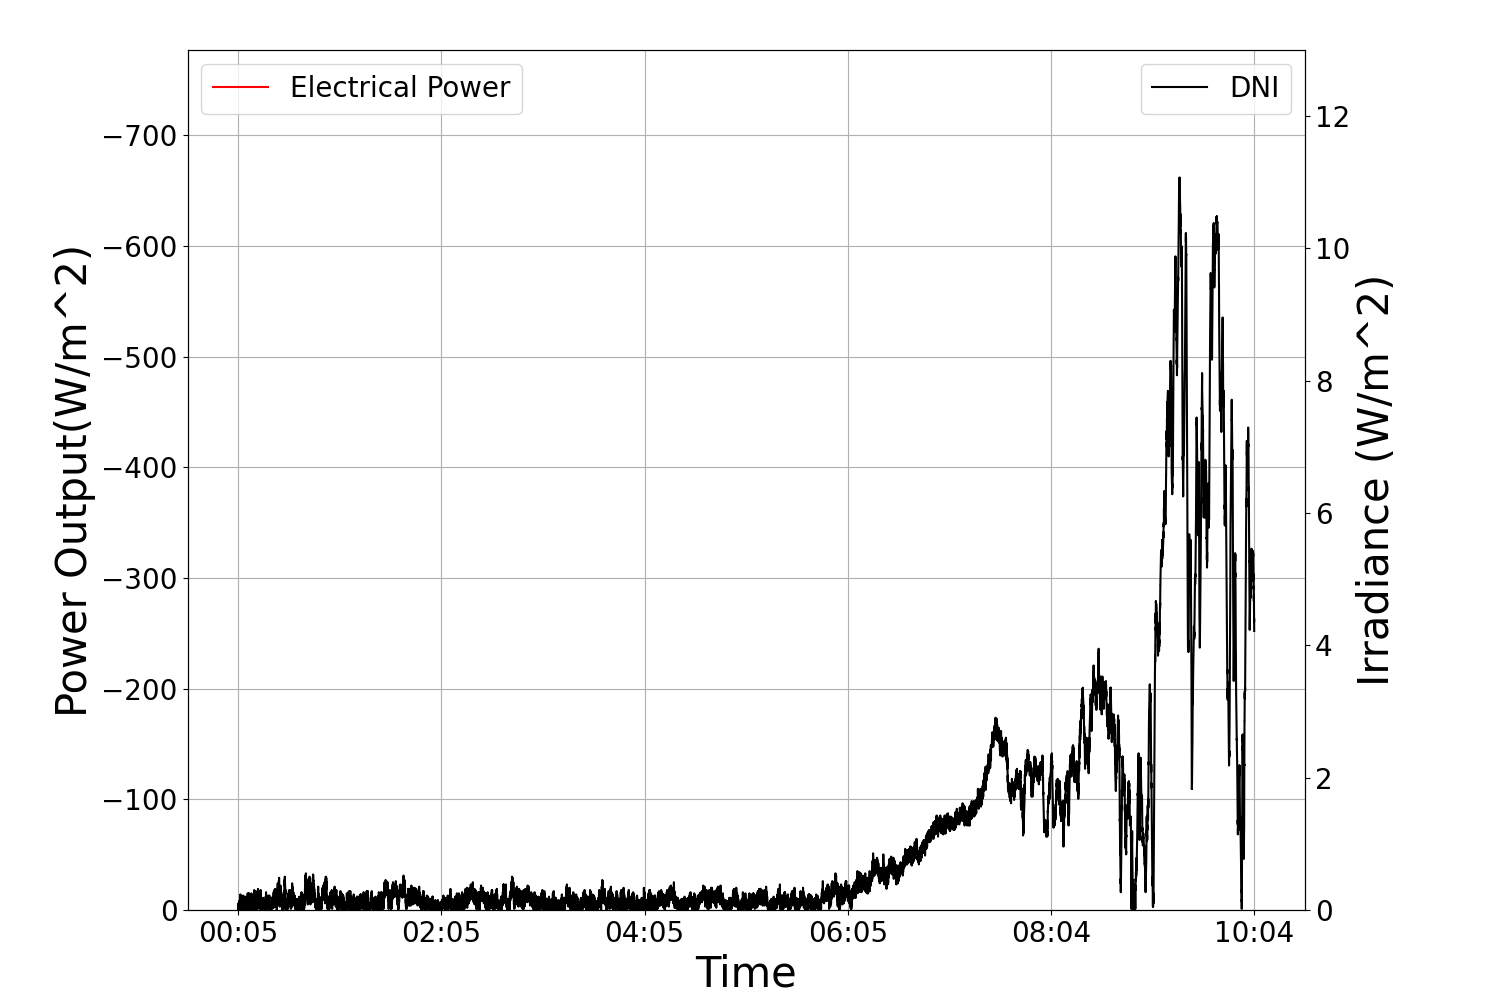 Electrical Power
DNI
Power Output(W/m^2)
−700
−600
−500
−400
−300
−200
−100
0
12
10
8
6
4
2
0
Irradiance (W/m^2)
00:05 02:05 04:05 06:05 08:04 10:04
Time